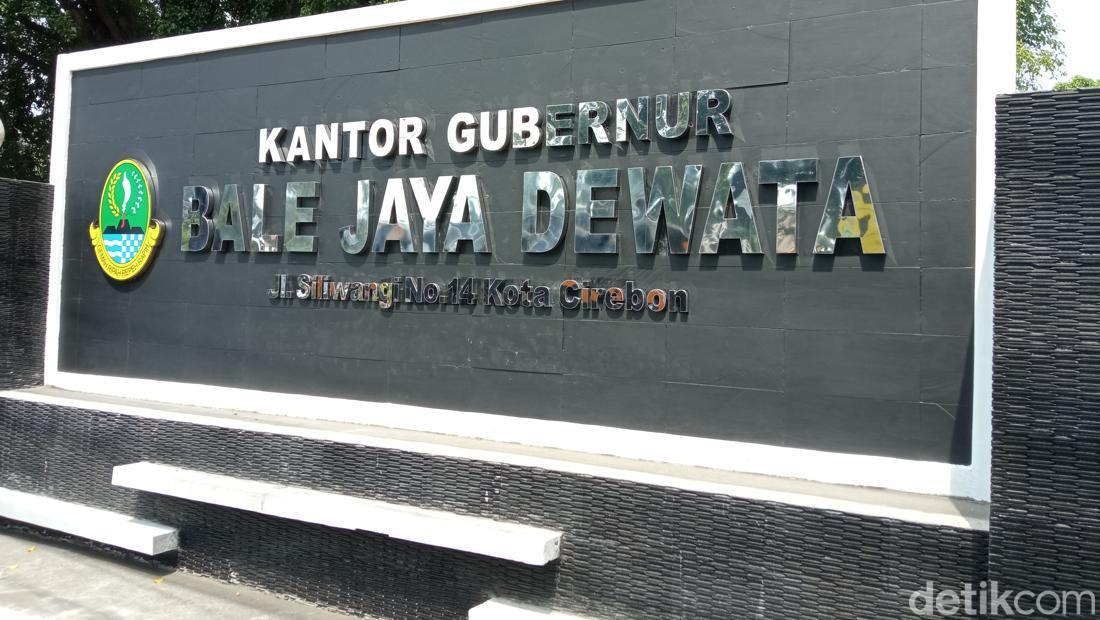 KANTOR GUBERNUR
BALE JAYA DEWATA
Jl. Siliwangi No.14 Kota Cirebon
detikcom